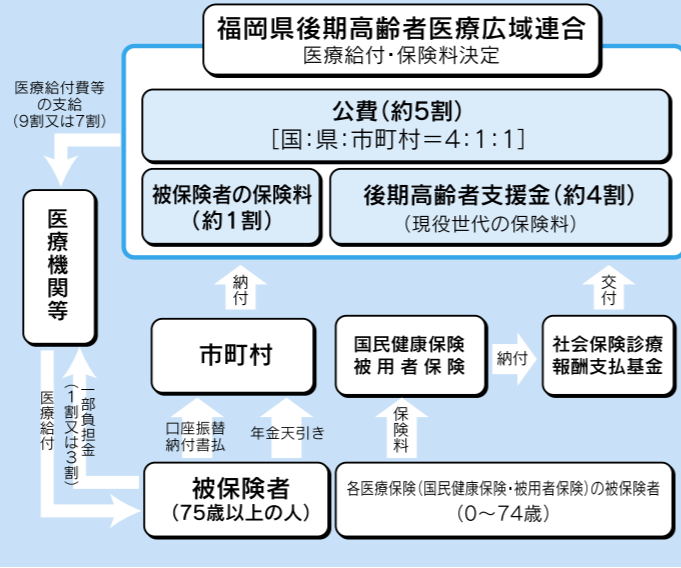 福岡県後期高齢者医療広域連合
医療給付・保険料決定
医療給付費等
の支給
(9割又は7割)
公費(約5割)
[国:県:市町村=4:1:1]
被保険者の保険料
(約1割)
後期高齢者支援金(約4割)
(現役世代の保険料)
医療機関等
納付
交付
市町村
国民健康保険
被用者保険
納付
社会保険診療
報酬支払基金
医療給付
一部負担金
(1割又は3割)
口座振替
納付書払
年金天引き
保険料
被保険者
(75歳以上の人)
各医療保険(国民健康保険・被用者保険)の被保険者
(0〜74歳)